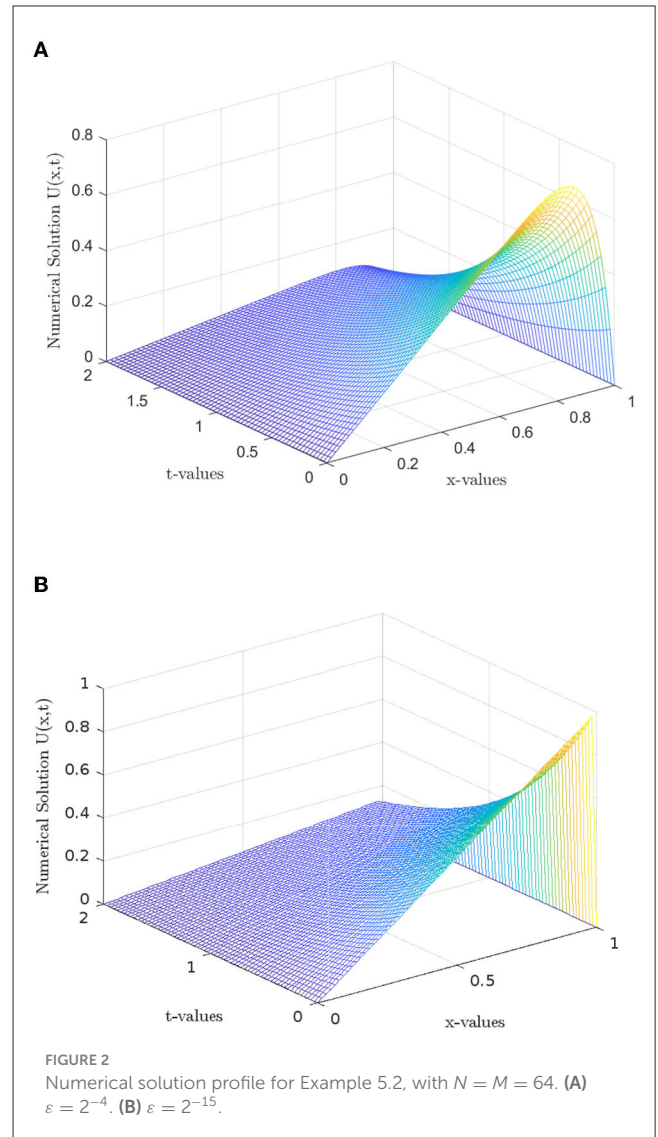 A
Numerical Solution U(x,t)
0.8
0.6
0.4
0.2
0
2
1.5
1
0.5
0
t-values
0
0.2
0.4
0.6
0.8
1
x-values
B
Numerical Solution U(x,t)
1
0.8
0.6
0.4
0.2
0
2
1
0
t-values
0
0.5
1
x-values
FIGURE 2
Numerical solution profile for Example 5.2, with N = M = 64. (A)
ε = 2⁻⁴. (B) ε = 2⁻¹⁵.